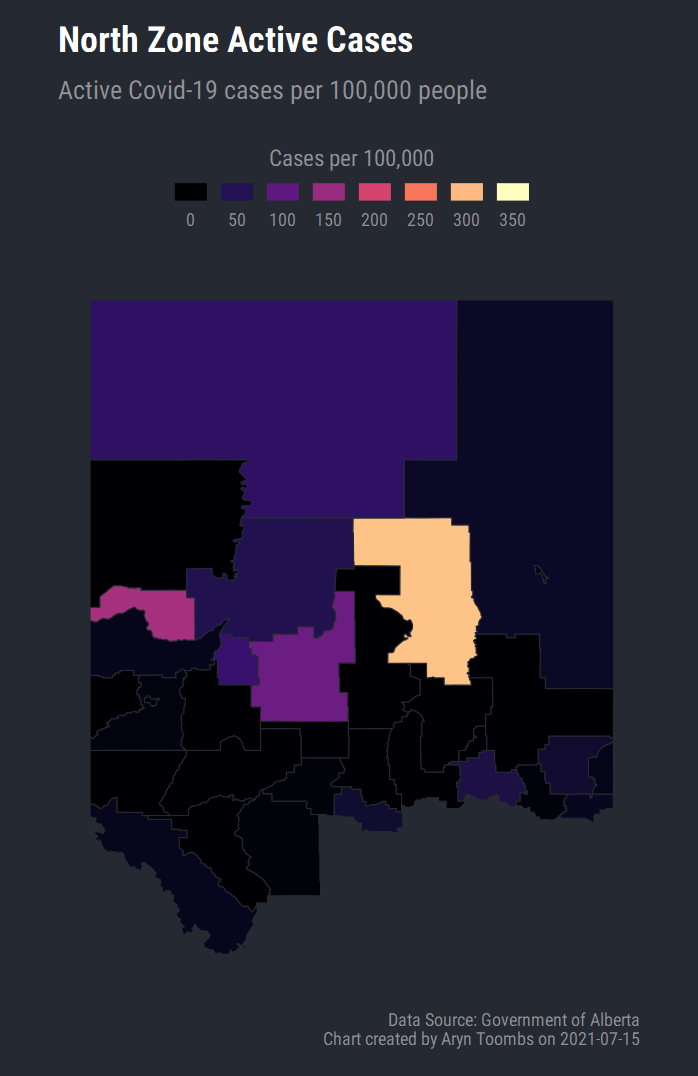 North Zone Active Cases
Active Covid-19 cases per 100,000 people
Cases per 100,000
0 50 100 150 200 250 300 350
Data Source: Government of Alberta
Chart created by Aryn Toombs on 2021-07-15